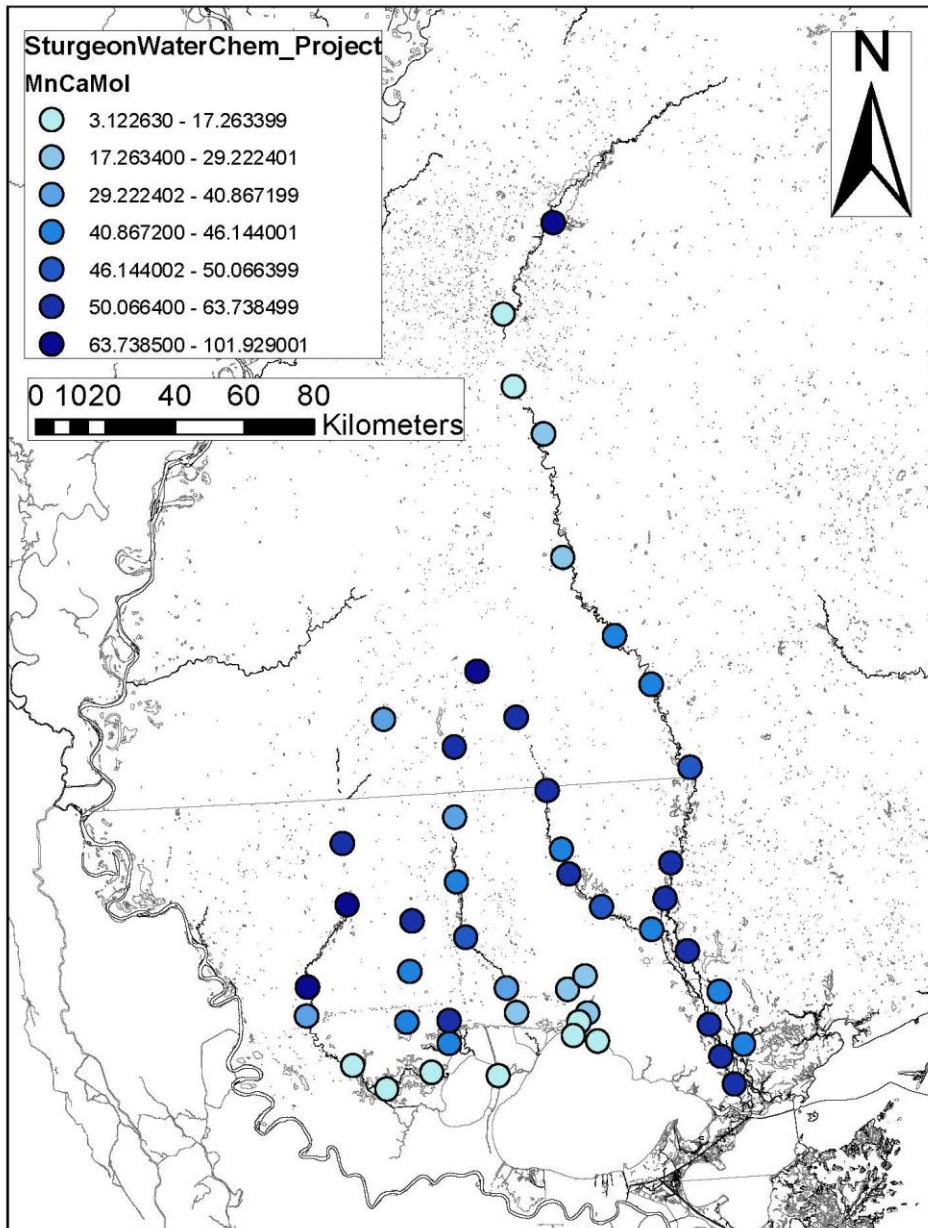 SturgeonWaterChem_Project
MnCaMol
3.122630 - 17.263399
17.263400 - 29.222401
29.222402 - 40.867199
40.867200 - 46.144001
46.144002 - 50.066399
50.066400 - 63.738499
63.738500 - 101.929001
N
0 1020 40 60 80
Kilometers